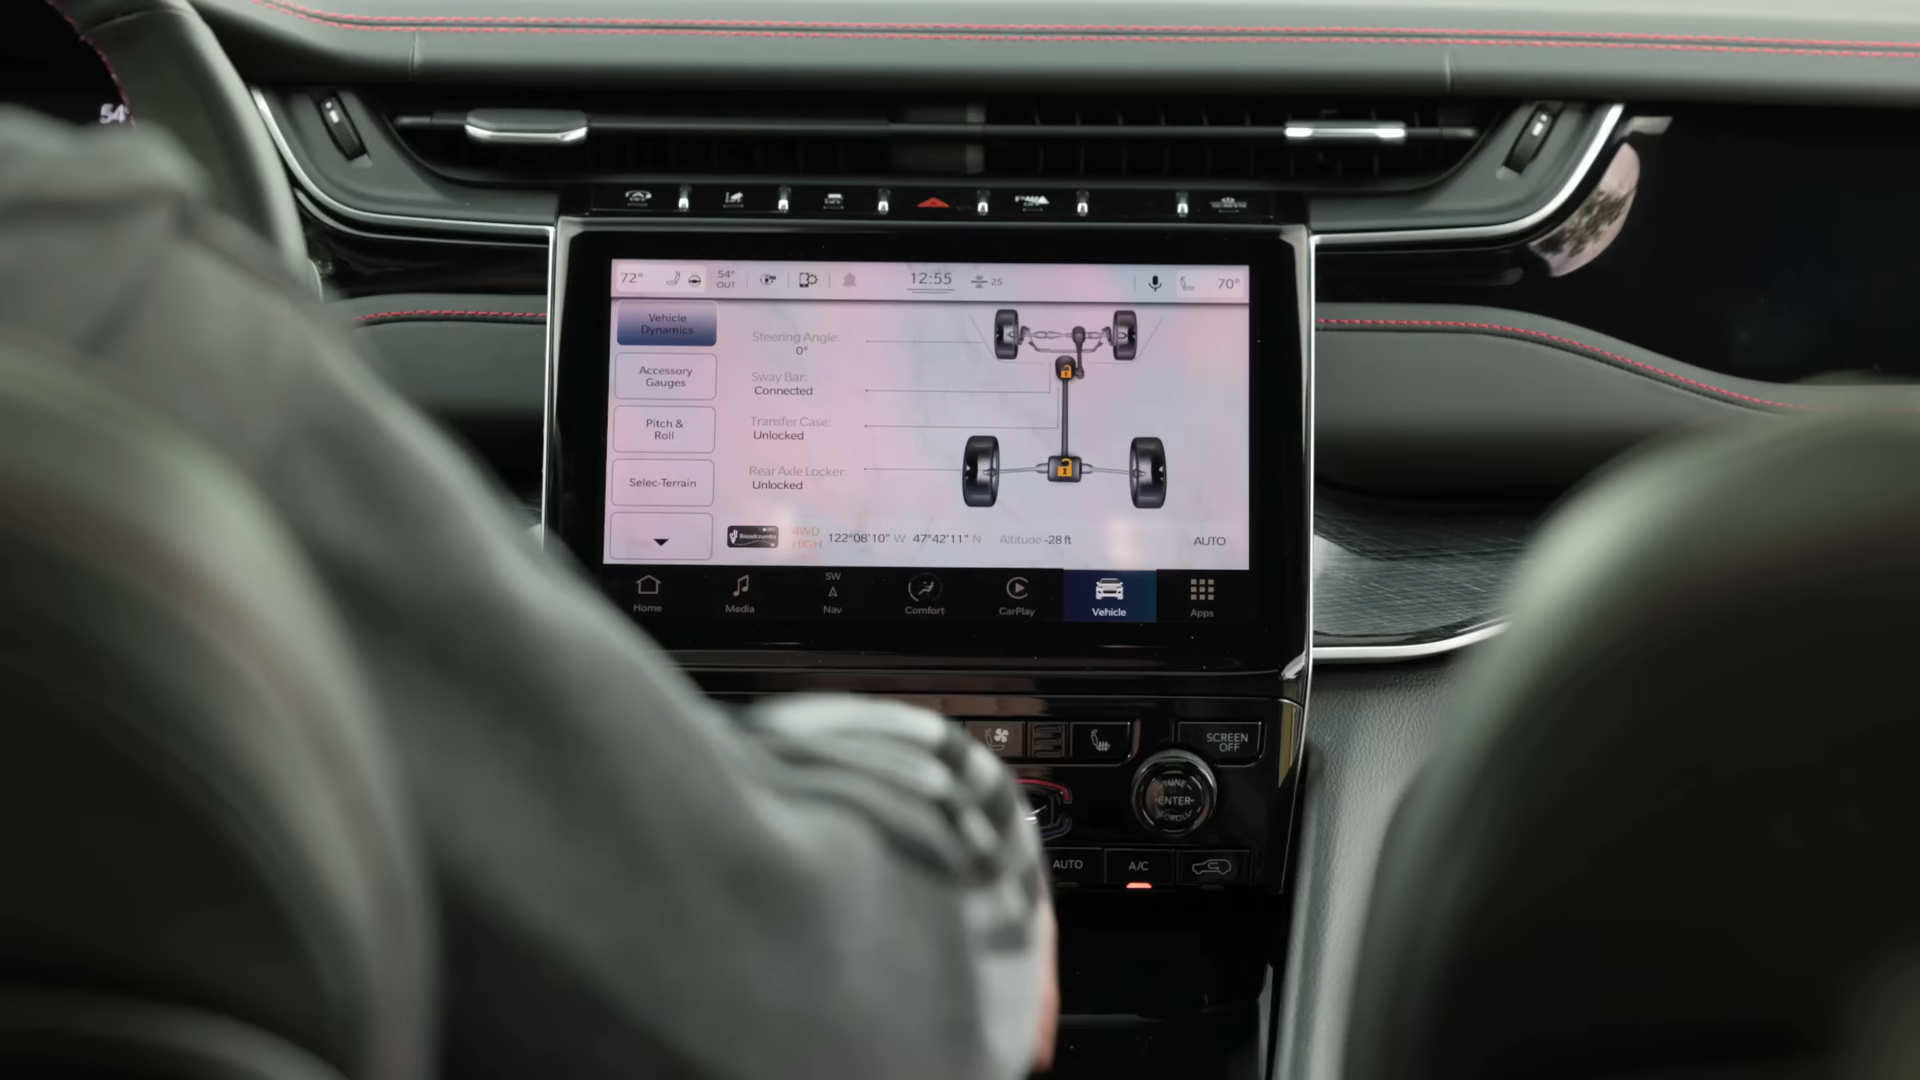 54°
72°
54°
OUT
12:55
25
70°
Vehicle
Dynamics
Accessory
Gauges
Pitch &
Roll
Selec-Terrain
Steering Angle:
0°
Sway Bar:
Connected
Transfer Case:
Unlocked
Rear Axle Locker:
Unlocked
4WD
HIGH
122°08'10" W 47°42'11" N Altitude -28 ft
AUTO
Home
Media
SW
Nav
Comfort
CarPlay
Vehicle
Apps
SCREEN
OFF
TUNE
ENTER
SCROLL
AUTO
A/C